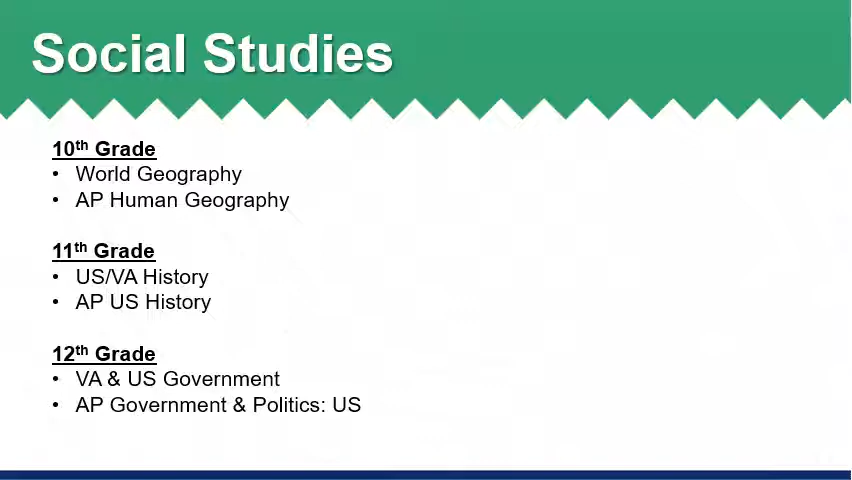 Social Studies
10th Grade
• World Geography
• AP Human Geography
11th Grade
• US/VA History
• AP US History
12th Grade
• VA & US Government
• AP Government & Politics: US